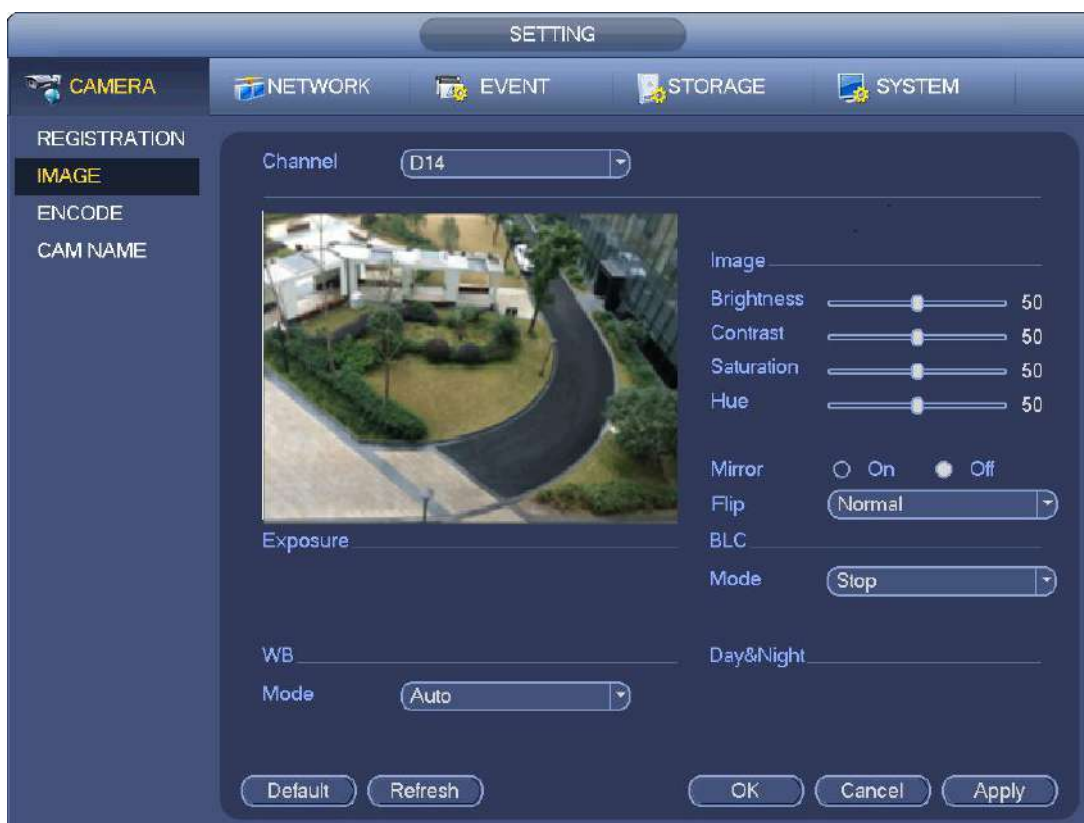 SETTING
CAMERA NETWORK EVENT STORAGE SYSTEM
REGISTRATION
IMAGE
ENCODE
CAM NAME
Channel D14
Image
Brightness 50
Contrast 50
Saturation 50
Hue 50
Mirror On Off
Flip Normal
Exposure BLC
Mode Stop
WB Day&Night
Mode Auto
Default Refresh OK Cancel Apply